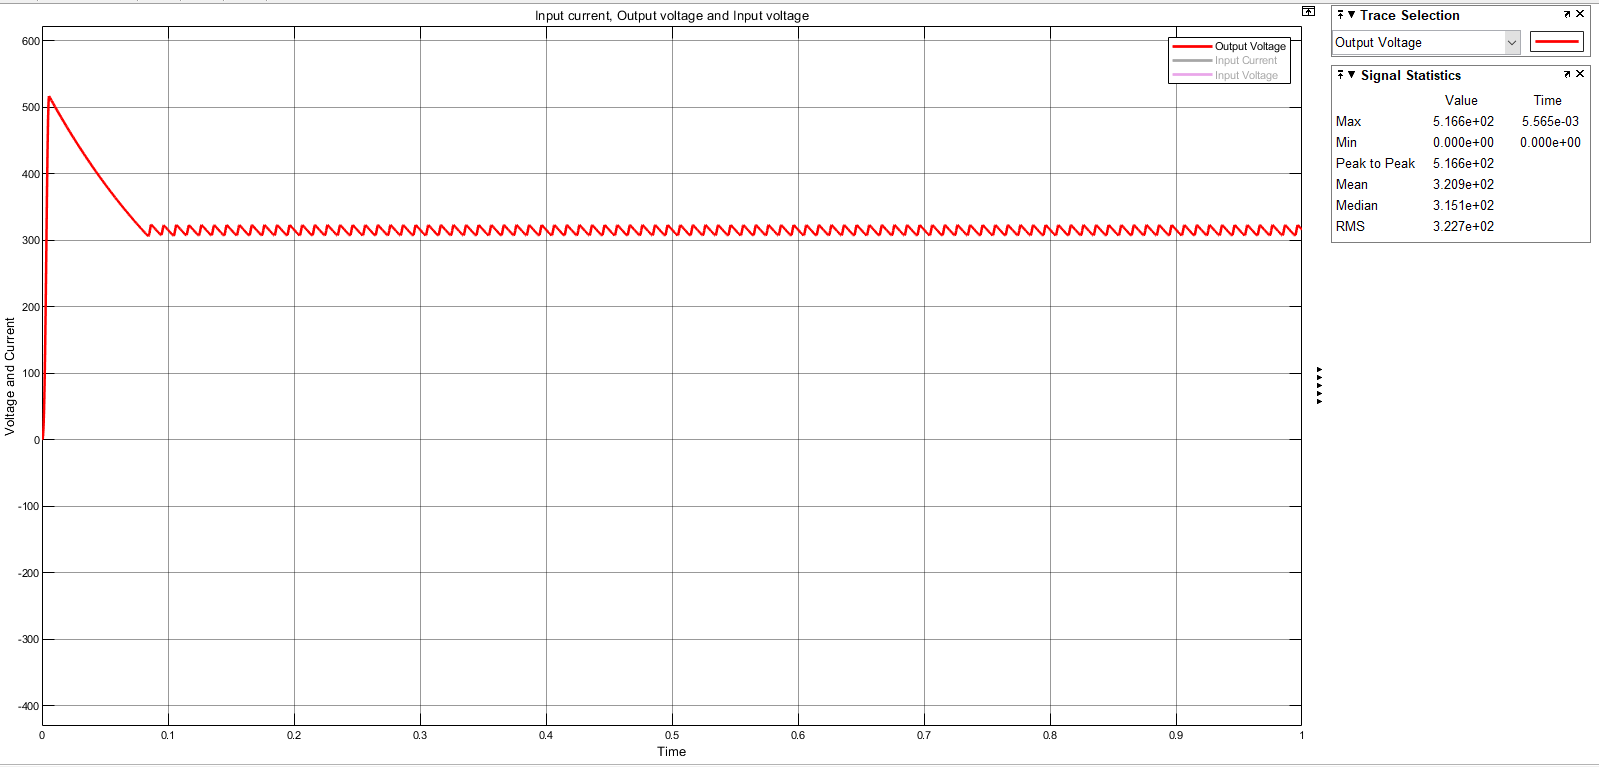 Input current, Output voltage and Input voltage
600
500
400
300
200
100
0
-100
-200
-300
-400
Voltage and Current
0 0.1 0.2 0.3 0.4 0.5 0.6 0.7 0.8 0.9 1
Time
Output Voltage
Input Current
Input Voltage
Trace Selection
Output Voltage
Signal Statistics
Value Time
Max 5.166e+02 5.565e-03
Min 0.000e+00 0.000e+00
Peak to Peak 5.166e+02
Mean 3.209e+02
Median 3.151e+02
RMS 3.227e+02